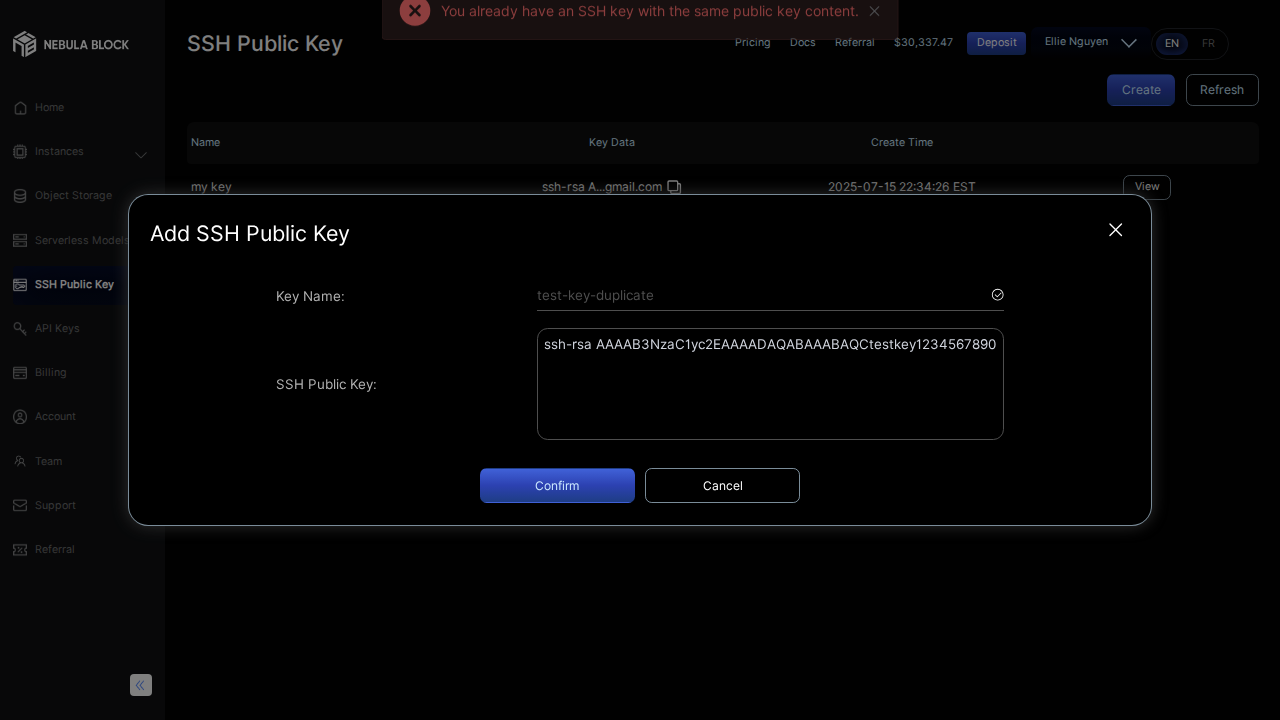 You already have an SSH key with the same public key content.
NEBULA BLOCK
SSH Public Key
Pricing
Docs
Referral
$30,337.47
Deposit
Ellie Nguyen
EN
FR
Create
Refresh
Home
Instances
Object Storage
Serverless Models
SSH Public Key
API Keys
Billing
Account
Team
Support
Referral
Name
Key Data
Create Time
my key
ssh-rsa A...gmail.com
2025-07-15 22:34:26 EST
View
Add SSH Public Key
Key Name:
test-key-duplicate
SSH Public Key:
ssh-rsa AAAAB3NzaC1yc2EAAAADAQABAAABAQCtestkey1234567890
Confirm
Cancel